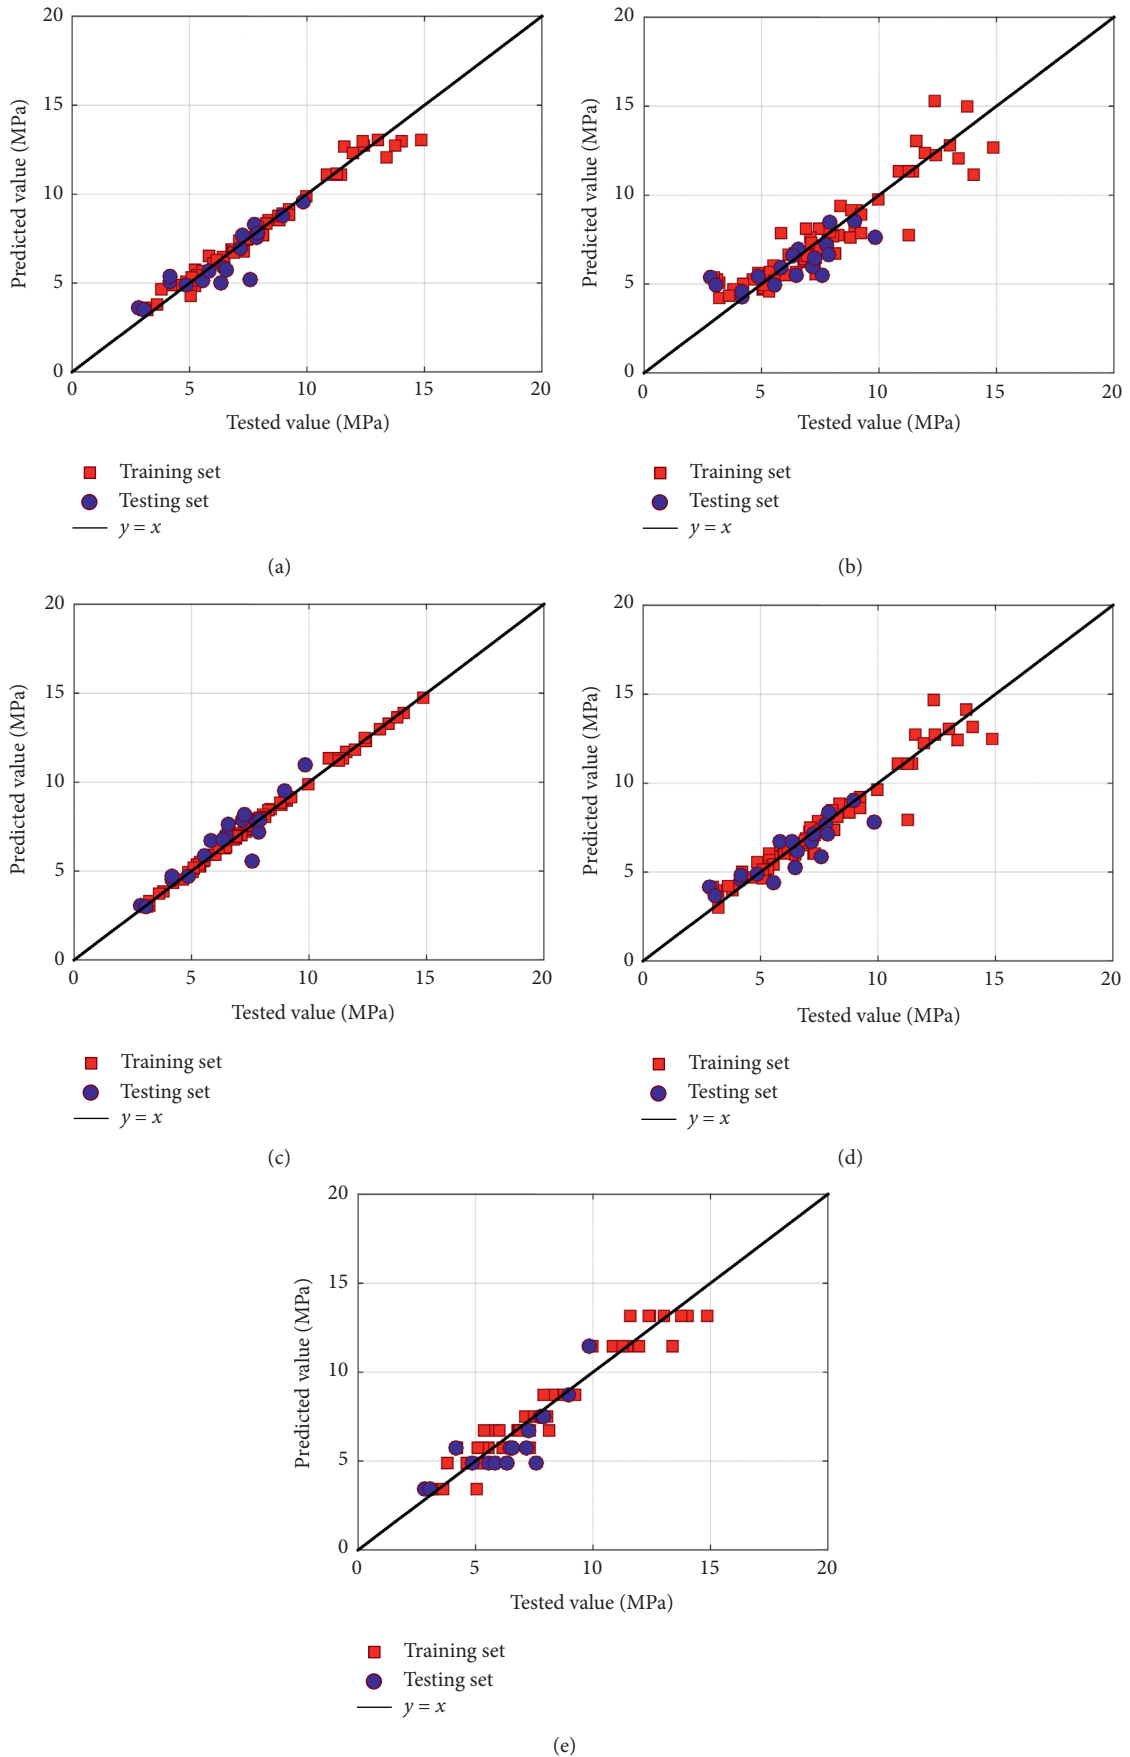 20
15
10
5
0
0 5 10 15 20
Predicted value (MPa)
Tested value (MPa)
Training set
Testing set
y = x
(a)
20
15
10
5
0
0 5 10 15 20
Predicted value (MPa)
Tested value (MPa)
Training set
Testing set
y = x
(b)
20
15
10
5
0
0 5 10 15 20
Predicted value (MPa)
Tested value (MPa)
Training set
Testing set
y = x
(c)
20
15
10
5
0
0 5 10 15 20
Predicted value (MPa)
Tested value (MPa)
Training set
Testing set
y = x
(d)
20
15
10
5
0
0 5 10 15 20
Predicted value (MPa)
Tested value (MPa)
Training set
Testing set
y = x
(e)